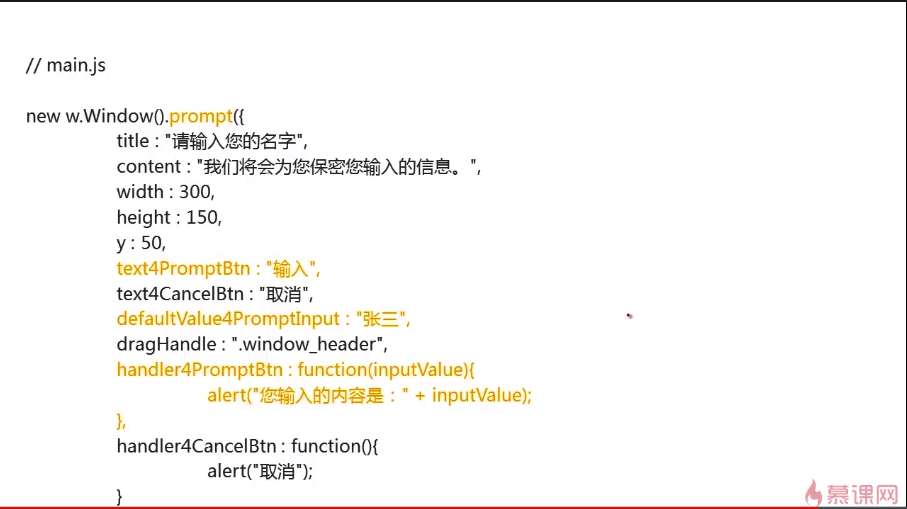 // main.js
new w.Window().prompt({
title : "请输入您的名字",
content : "我们将会为您保密您输入的信息。",
width : 300,
height : 150,
y : 50,
text4PromptBtn : "输入",
text4CancelBtn : "取消",
defaultValue4PromptInput : "张三",
dragHandle : ".window_header",
handler4PromptBtn : function(inputValue){
alert("您输入的内容是：" + inputValue);
},
handler4CancelBtn : function(){
alert("取消");
}
慕课网